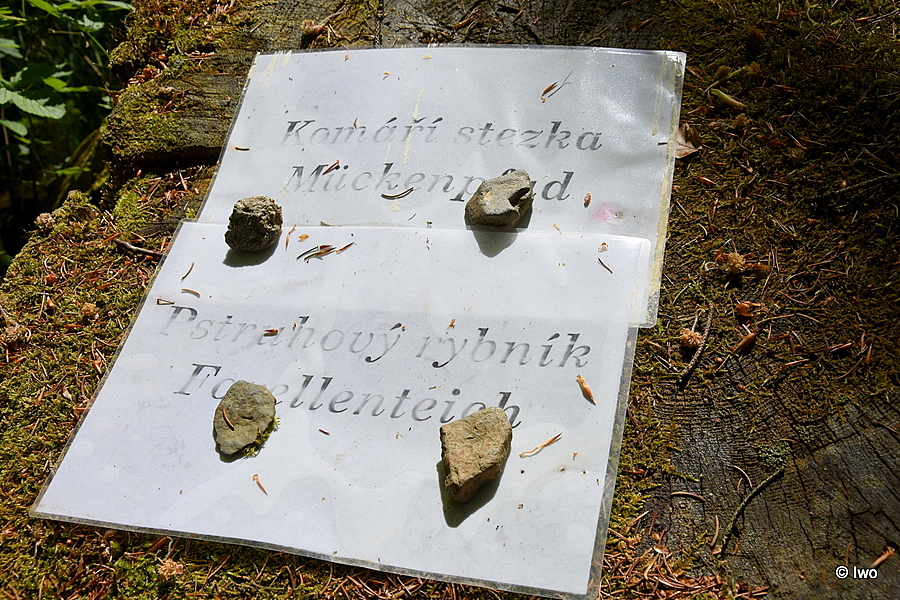 Komáří stezka
Mückenpfad
Pstruhový rybník
Forellenteich
© Iwo